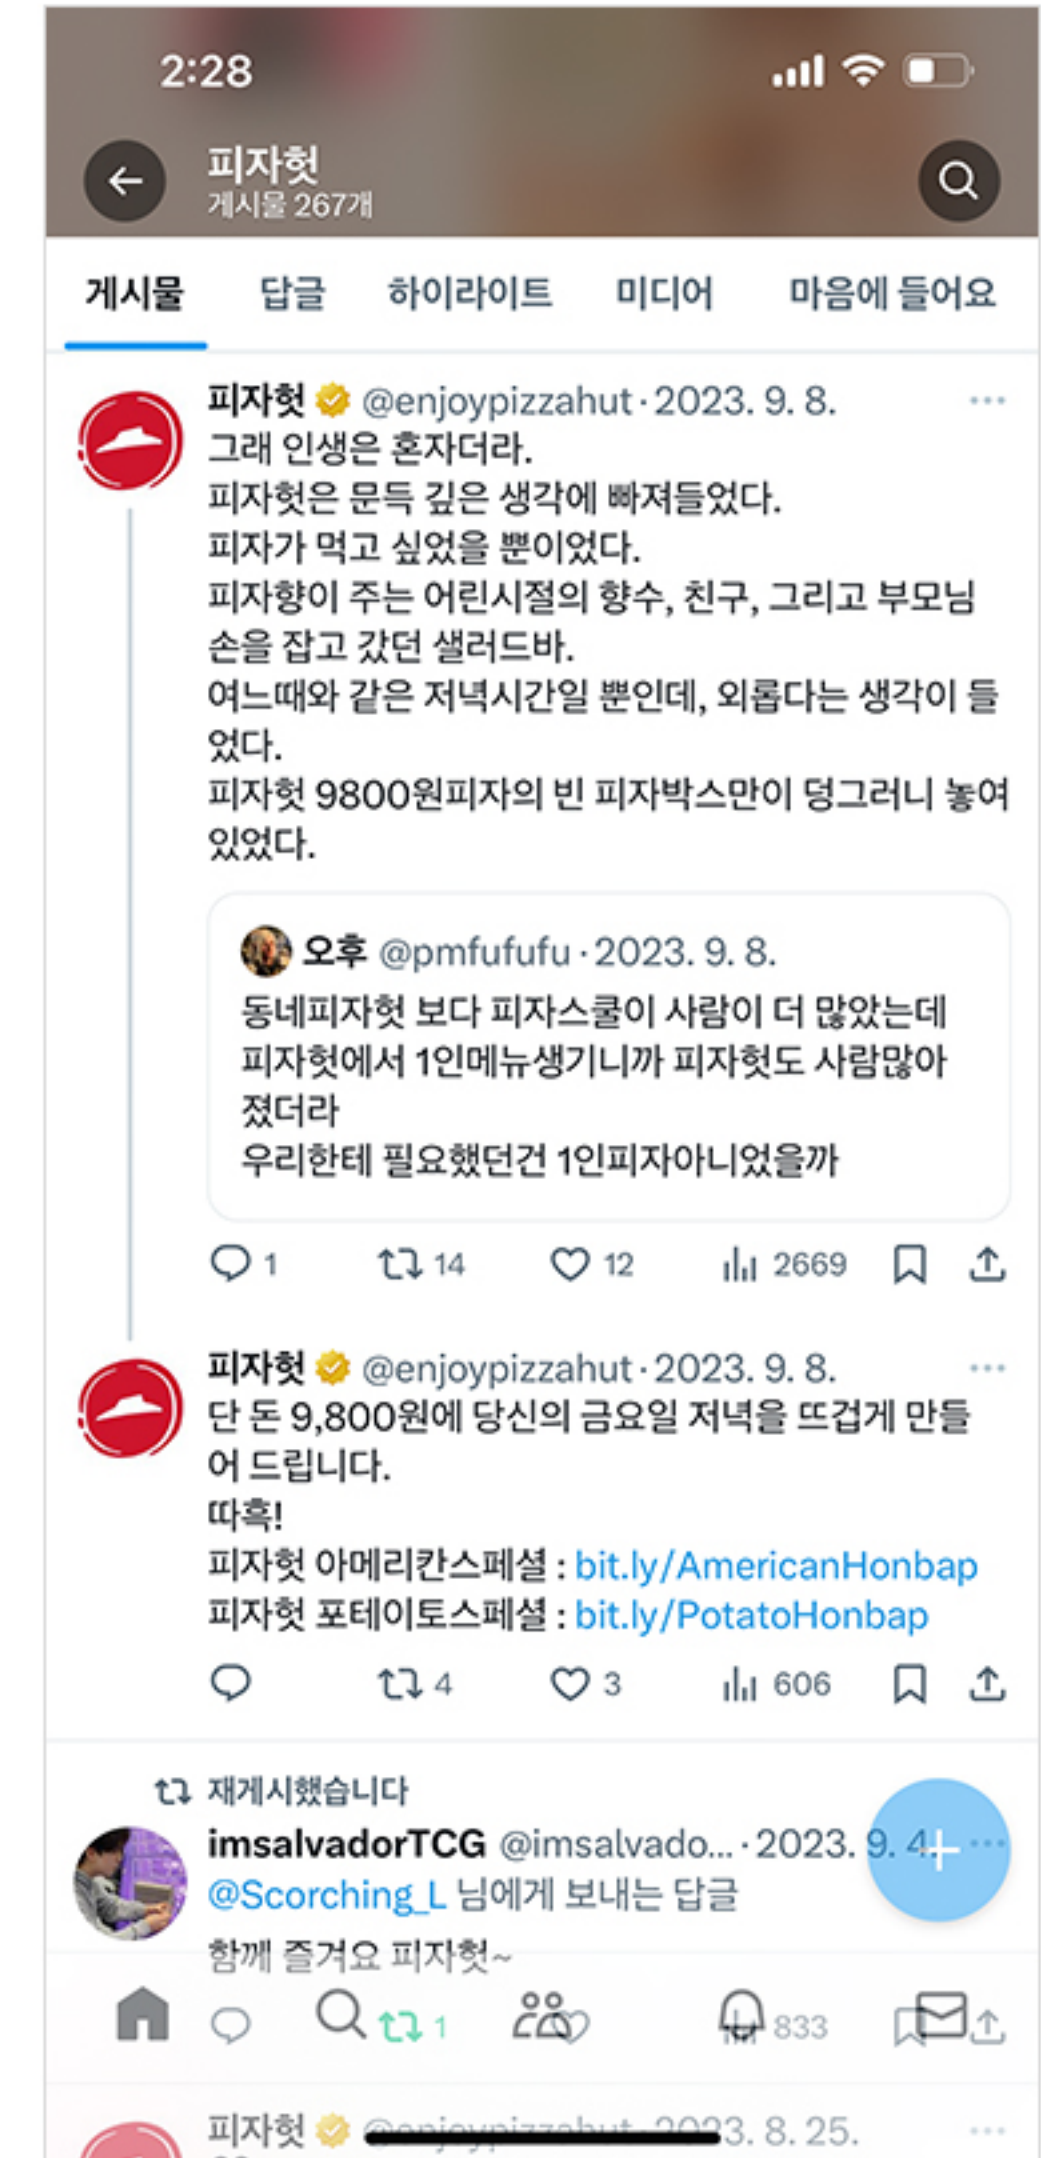 2:28
피자헛
게시물 267개
게시물 답글 하이라이트 미디어 마음에 들어요
피자헛 @enjoypizzahut · 2023. 9. 8.
그래 인생은 혼자더라.
피자헛은 문득 깊은 생각에 빠져들었다.
피자가 먹고 싶었을 뿐이었다.
피자향이 주는 어린시절의 향수, 친구, 그리고 부모님
손을 잡고 갔던 샐러드바.
여느때와 같은 저녁시간일 뿐인데, 외롭다는 생각이 들
었다.
피자헛 9800원피자의 빈 피자박스만이 덩그러니 놓여
있었다.
오후 @pmfufufu · 2023. 9. 8.
동네피자헛 보다 피자스쿨이 사람이 더 많았는데
피자헛에서 1인메뉴생기니까 피자헛도 사람많아
졌더라
우리한테 필요했던건 1인피자아니었을까
1 14 12 2669
피자헛 @enjoypizzahut · 2023. 9. 8.
단 돈 9,800원에 당신의 금요일 저녁을 뜨겁게 만들
어 드립니다.
따흑!
피자헛 아메리칸스페셜 : bit.ly/AmericanHonbap
피자헛 포테이토스페셜 : bit.ly/PotatoHonbap
4 3 606
재게시했습니다
imsalvadorTCG @imsalvado... · 2023. 9. 4.
@Scorching_L 님에게 보내는 답글
함께 즐겨요 피자헛~
1 833
피자헛 @enjoypizzahut · 2023. 8. 25.